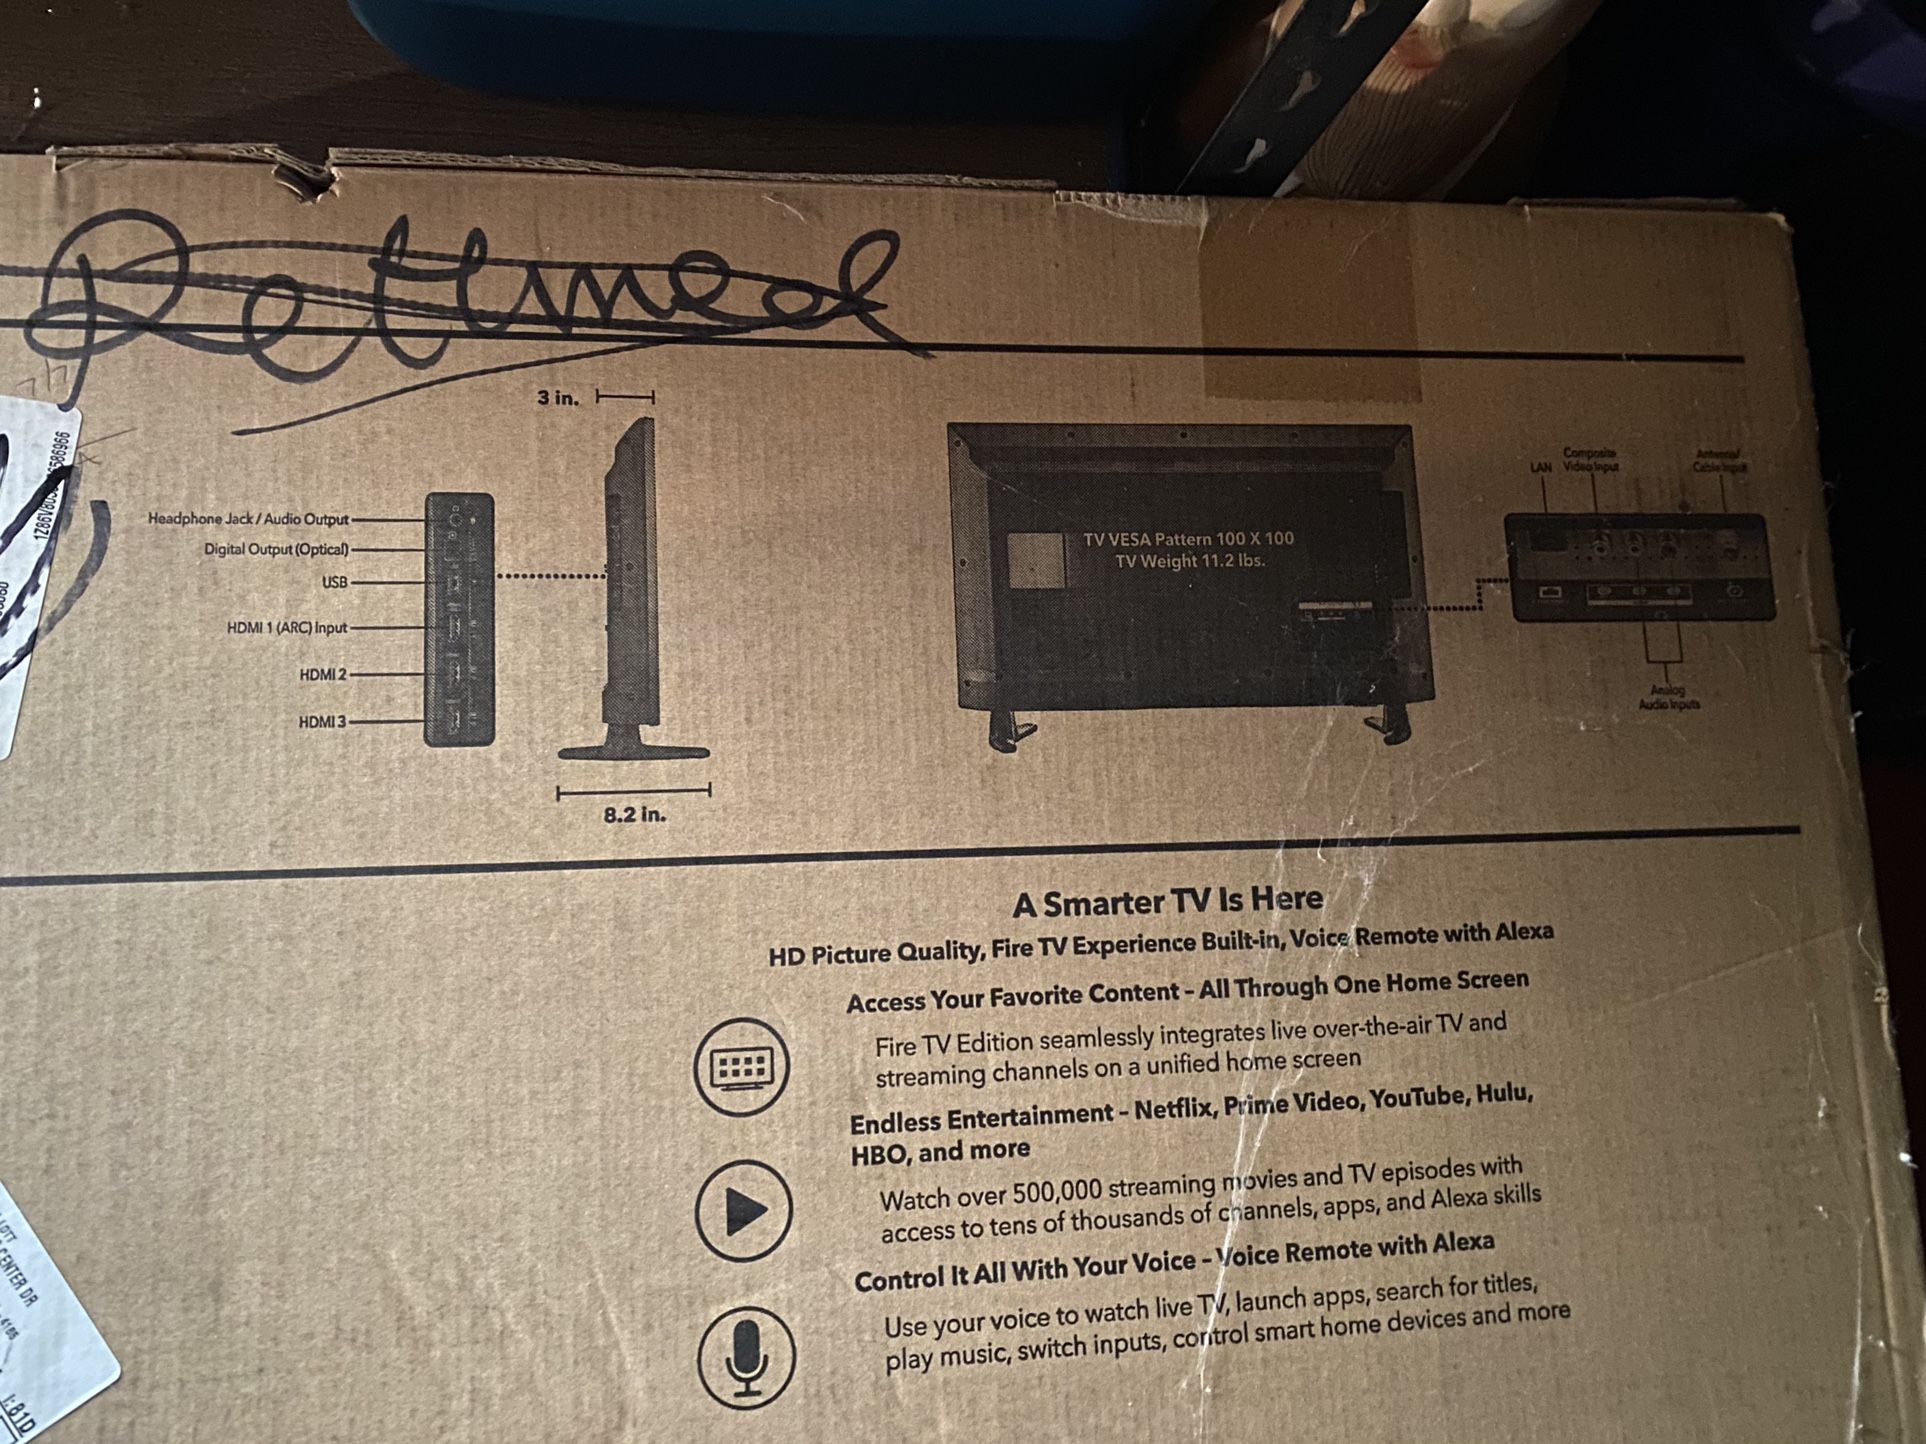 Returned
3 in.
1Z86V80
586966
Headphone Jack / Audio Output
Digital Output (Optical)
USB
HDMI 1 (ARC) Input
HDMI 2
HDMI 3
8.2 in.
TV VESA Pattern 100 X 100
TV Weight 11.2 lbs.
LAN
Composite
Video Input
Antenna/
Cable Input
Analog
Audio Inputs
A Smarter TV Is Here
HD Picture Quality, Fire TV Experience Built-in, Voice Remote with Alexa
Access Your Favorite Content - All Through One Home Screen
Fire TV Edition seamlessly integrates live over-the-air TV and
streaming channels on a unified home screen
Endless Entertainment - Netflix, Prime Video, YouTube, Hulu,
HBO, and more
Watch over 500,000 streaming movies and TV episodes with
access to tens of thousands of channels, apps, and Alexa skills
Control It All With Your Voice - Voice Remote with Alexa
Use your voice to watch live TV, launch apps, search for titles,
play music, switch inputs, control smart home devices and more
CENTER DR